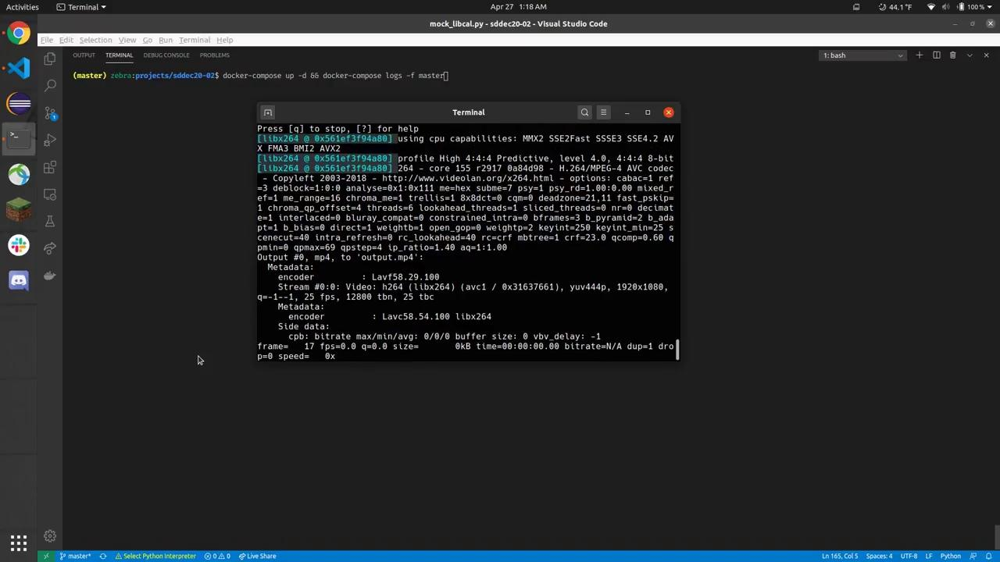 Activities
Terminal
Apr 27 1:18 AM
44.1°F
100 %
mock_libcal.py - sddec20-02 - Visual Studio Code
File Edit Selection View Go Run Terminal Help
OUTPUT TERMINAL DEBUG CONSOLE PROBLEMS
1: bash
(master) zebra:projects/sddec20-02$ docker-compose up -d && docker-compose logs -f master
Terminal
Press [q] to stop, [?] for help
[libx264 @ 0x561ef3f94a80] using cpu capabilities: MMX2 SSE2Fast SSSE3 SSE4.2 AV
X FMA3 BMI2 AVX2
[libx264 @ 0x561ef3f94a80] profile High 4:4:4 Predictive, level 4.0, 4:4:4 8-bit
[libx264 @ 0x561ef3f94a80] 264 - core 155 r2917 0a84d98 - H.264/MPEG-4 AVC codec
- Copyleft 2003-2018 - http://www.videolan.org/x264.html - options: cabac=1 ref
=3 deblock=1:0:0 analyse=0x1:0x111 me=hex subme=7 psy=1 psy_rd=1.00:0.00 mixed_r
ef=1 me_range=16 chroma_me=1 trellis=1 8x8dct=0 cqm=0 deadzone=21,11 fast_pskip=
1 chroma_qp_offset=4 threads=6 lookahead_threads=1 sliced_threads=0 nr=0 decimat
e=1 interlaced=0 bluray_compat=0 constrained_intra=0 bframes=3 b_pyramid=2 b_ada
pt=1 b_bias=0 direct=1 weightb=1 open_gop=0 weightp=2 keyint=250 keyint_min=25 s
cenecut=40 intra_refresh=0 rc_lookahead=40 rc=crf mbtree=1 crf=23.0 qcomp=0.60 q
pmin=0 qpmax=69 qpstep=4 ip_ratio=1.40 aq=1:1.00
Output #0, mp4, to 'output.mp4':
Metadata:
encoder : Lavf58.29.100
Stream #0:0: Video: h264 (libx264) (avc1 / 0x31637661), yuv444p, 1920x1080,
q=-1--1, 25 fps, 12800 tbn, 25 tbc
Metadata:
encoder : Lavc58.54.100 libx264
Side data:
cpb: bitrate max/min/avg: 0/0/0 buffer size: 0 vbv_delay: -1
frame= 17 fps=0.0 q=0.0 size= 0kB time=00:00:00.00 bitrate=N/A dup=1 dro
p=0 speed= 0x
master* Select Python Interpreter 0 0 Live Share
Ln 165, Col 5 Spaces: 4 UTF-8 LF Python